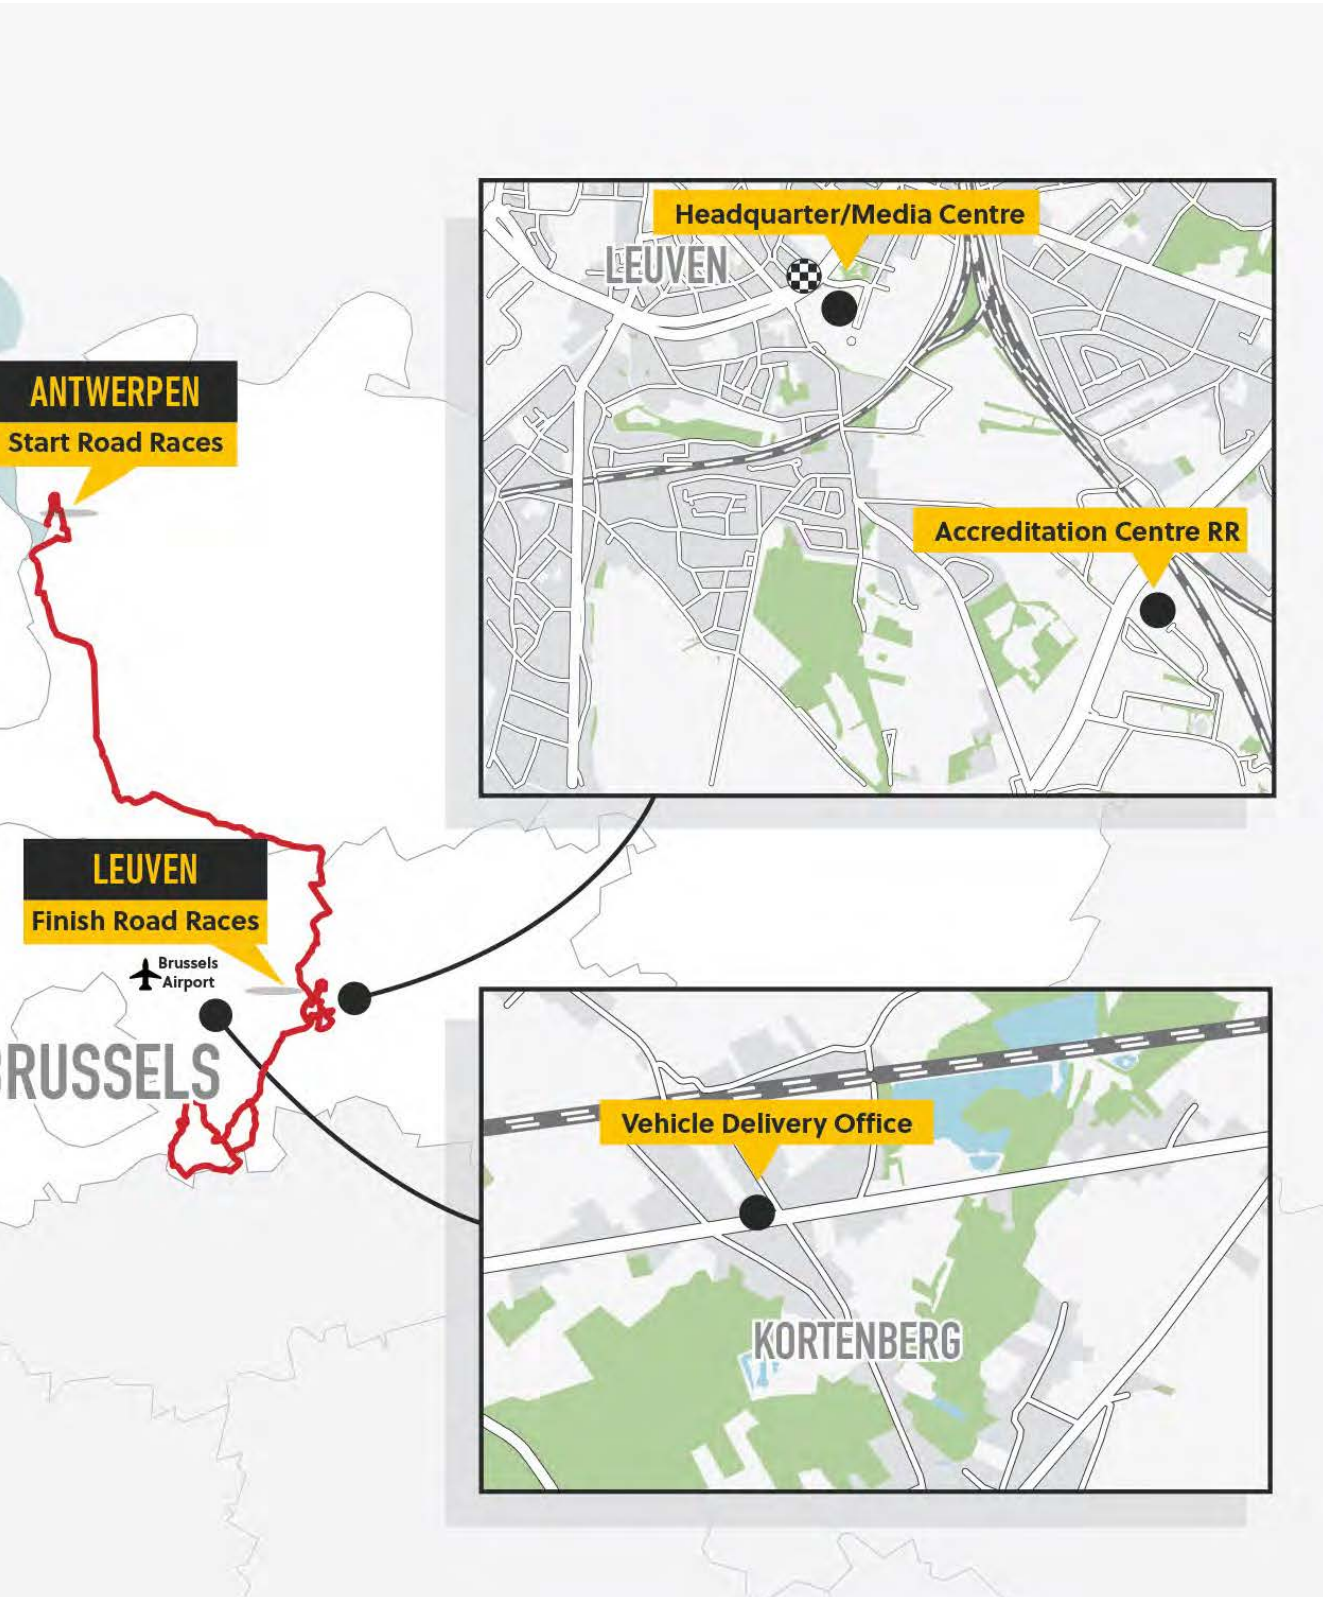 Headquarter/Media Centre
LEUVEN
ANTWERPEN
Start Road Races
Accreditation Centre RR
LEUVEN
Finish Road Races
Brussels
Airport
BRUSSELS
Vehicle Delivery Office
KORTENBERG